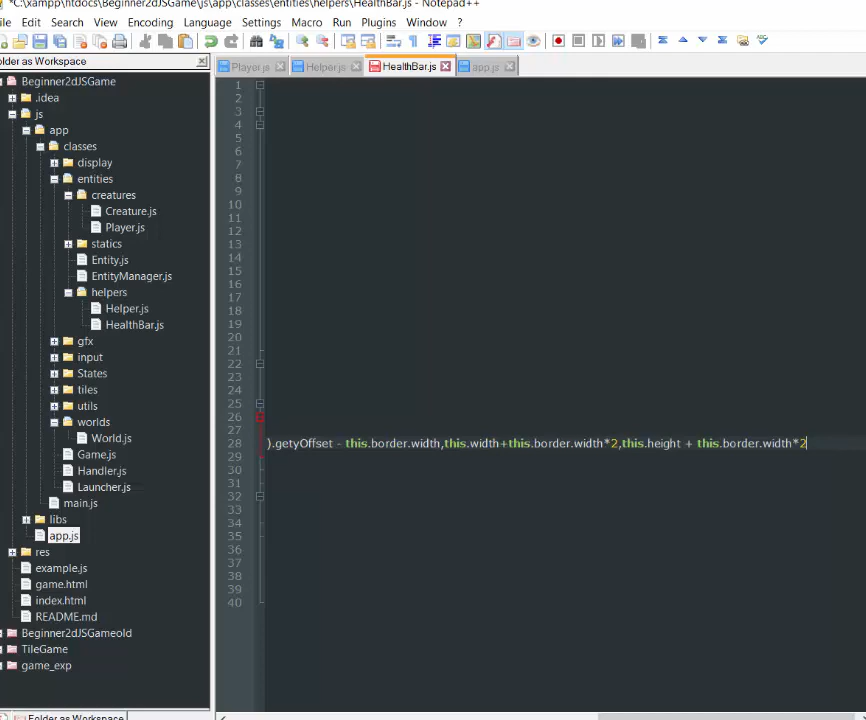 *C:\xampp\htdocs\Beginner2dJSGame\js\app\classes\entities\helpers\HealthBar.js - Notepad++
Edit Search View Encoding Language Settings Macro Run Plugins Window ?
older as Workspace
Player.js Helper.js HealthBar.js app.js
Beginner2dJSGame
.idea
js
app
classes
display
entities
creatures
Creature.js
Player.js
statics
Entity.js
EntityManager.js
helpers
Helper.js
HealthBar.js
gfx
input
States
tiles
utils
worlds
World.js
Game.js
Handler.js
Launcher.js
main.js
libs
app.js
res
example.js
game.html
index.html
README.md
Beginner2dJSGameold
TileGame
game_exp
Folder as Workspace
1
2
3
4
5
6
7
8
9
10
11
12
13
14
15
16
17
18
19
20
21
22
23
24
25
26
27
28 ).getyOffset - this.border.width,this.width+this.border.width*2,this.height + this.border.width*2
29
30
31
32
33
34
35
36
37
38
39
40